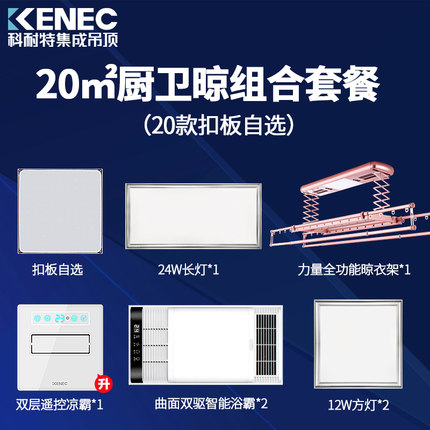 KENEC
科耐特集成吊顶
20㎡厨卫晾组合套餐
（20款扣板自选）
扣板自选
24W长灯*1
力量全功能晾衣架*1
KENEC
升
双层遥控凉霸*1
曲面双驱智能浴霸*2
12W方灯*2